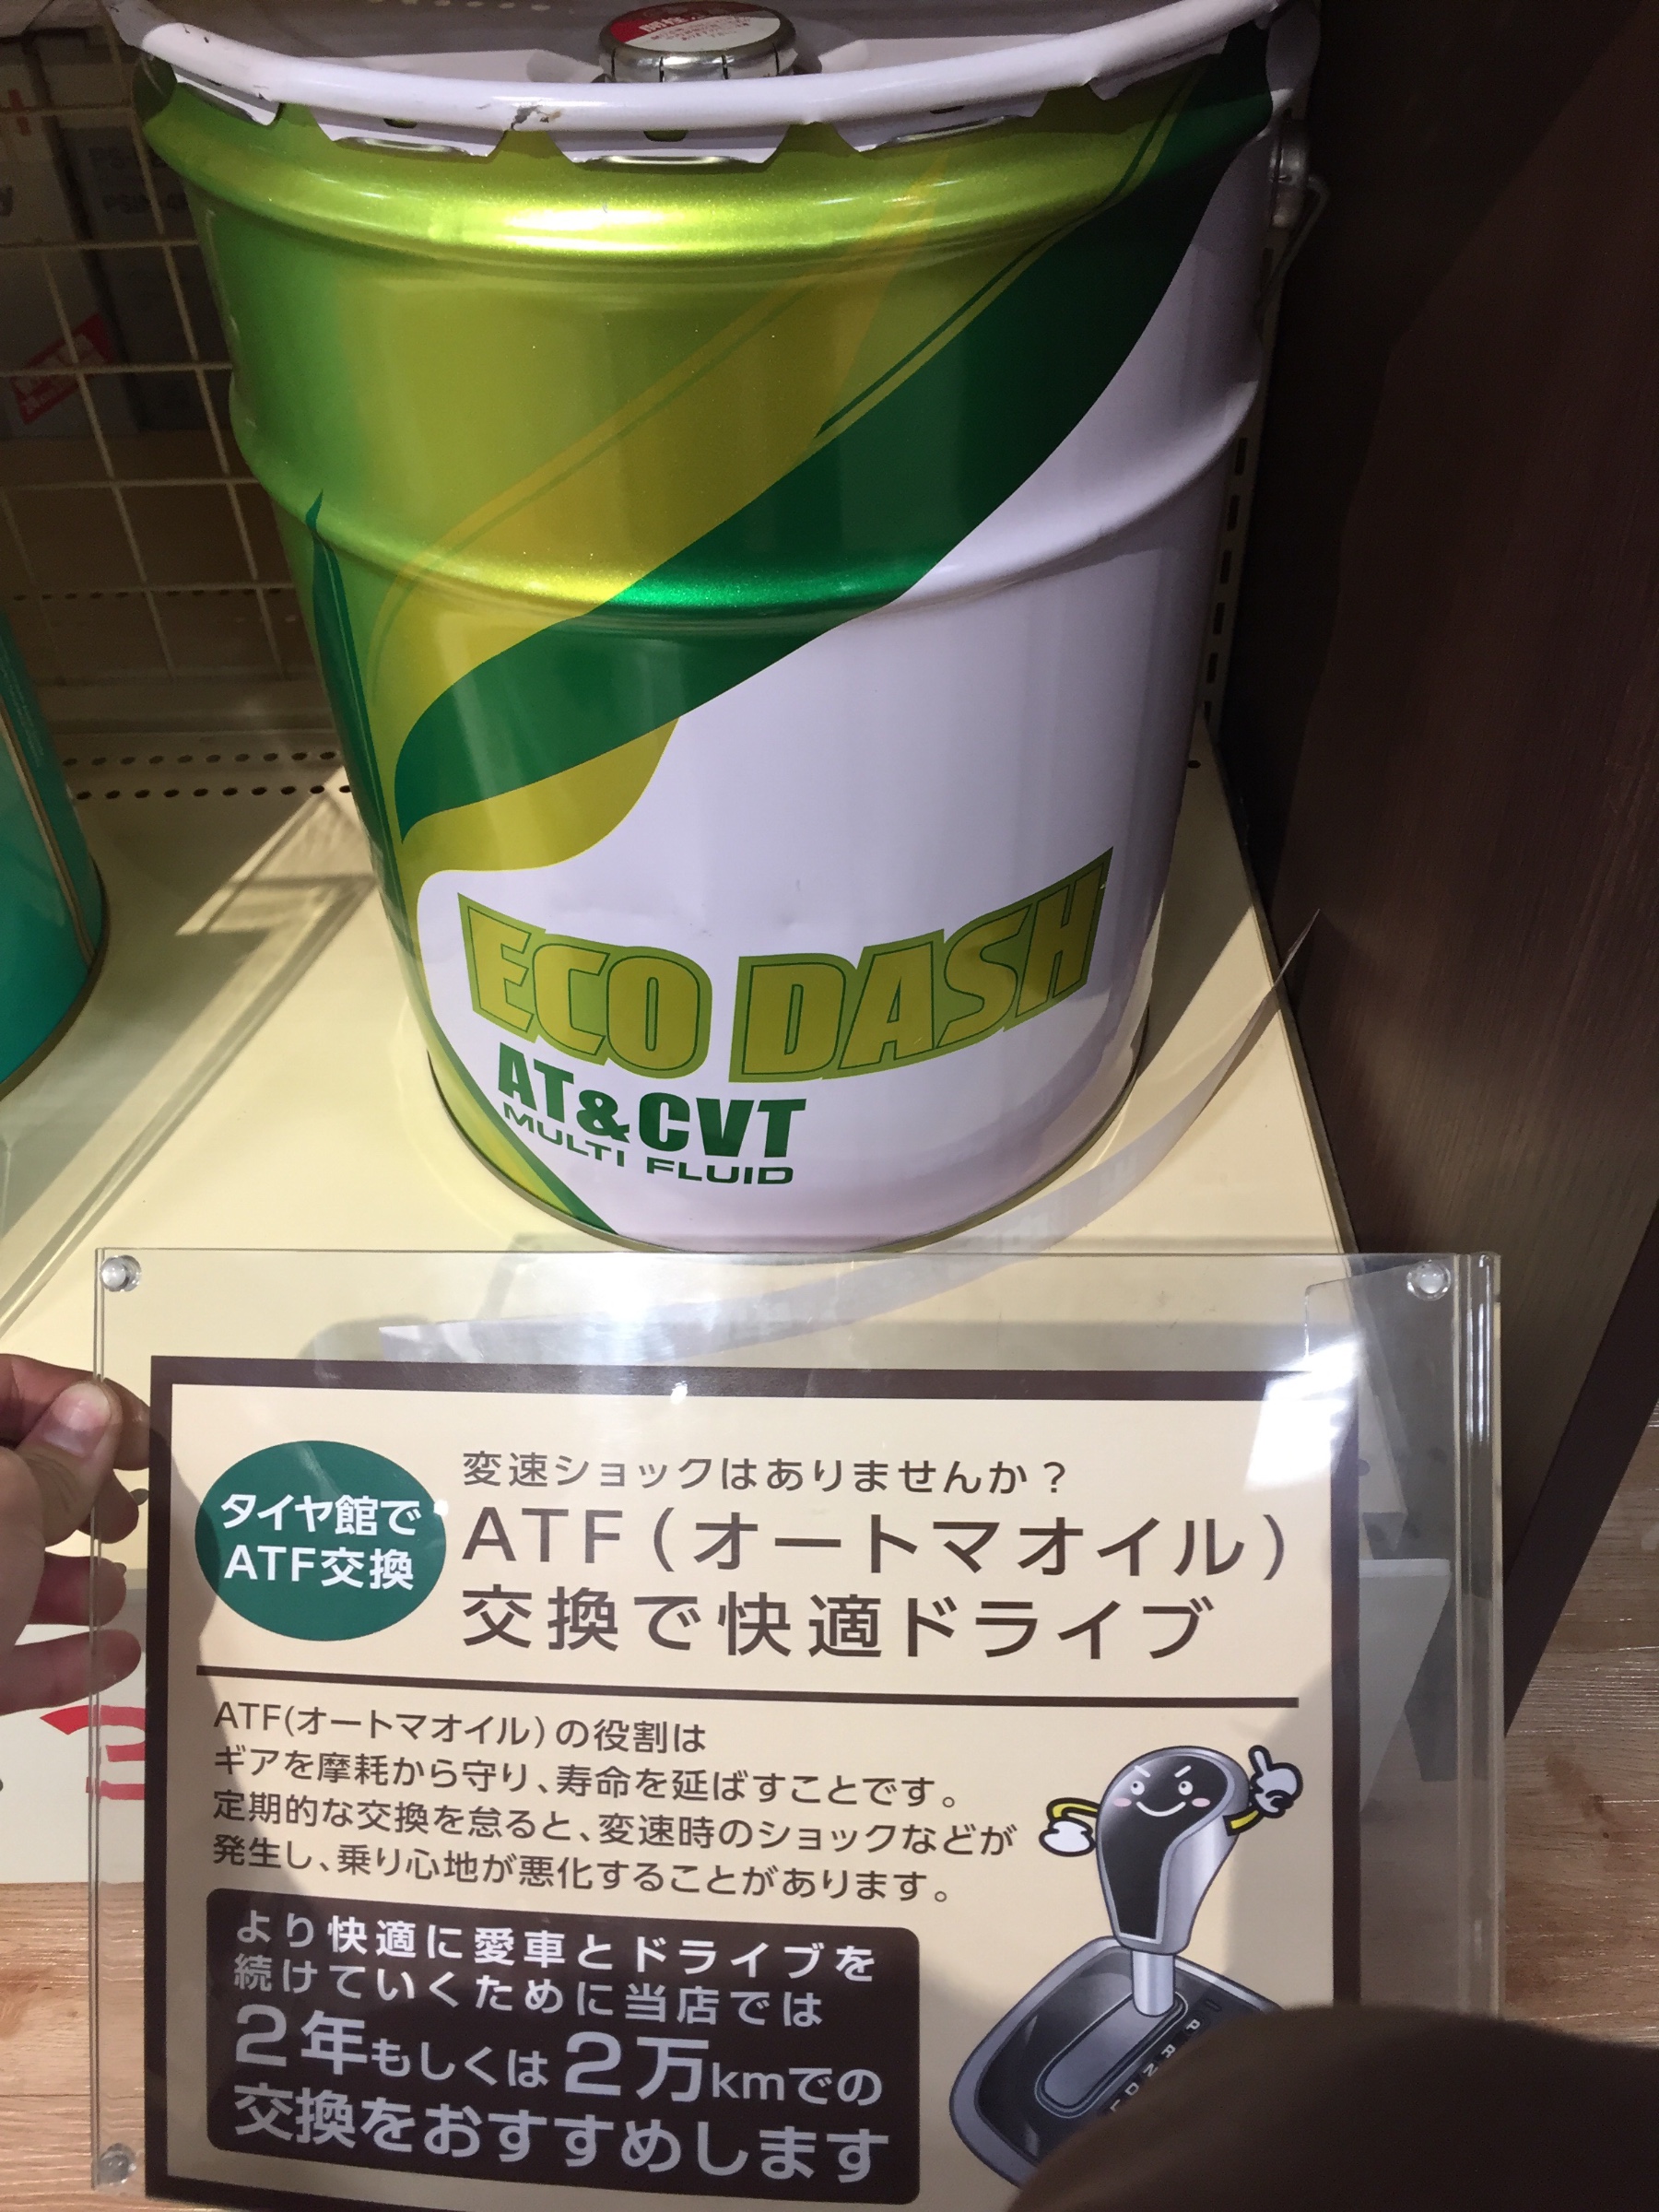 ECO DASH
AT&CVT
MULTI FLUID
タイヤ館で
ATF交換
変速ショックはありませんか？
ATF(オートマオイル)
交換で快適ドライブ
ATF(オートマオイル)の役割は
ギアを摩耗から守り、寿命を延ばすことです。
定期的な交換を怠ると、変速時のショックなどが
発生し、乗り心地が悪化することがあります。
より快適に愛車とドライブを
続けていくために当店では
2年もしくは2万kmでの
交換をおすすめします
P
R
N
D